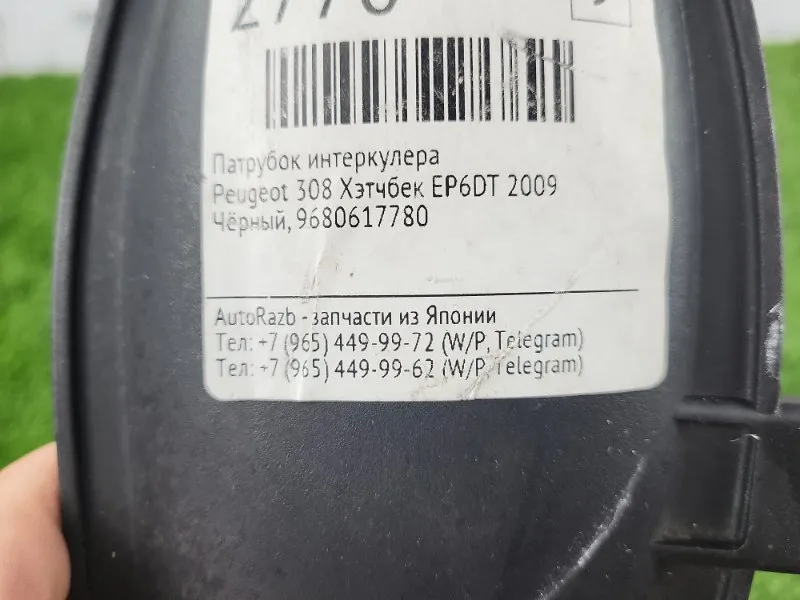 Патрубок интеркулера
Peugeot 308 Хэтчбек EP6DT 2009
Чёрный, 9680617780
AutoRazb - запчасти из Японии
Тел: +7 (965) 449-99-72 (W/P, Telegram)
Тел: +7 (965) 449-99-62 (W/P, Telegram)